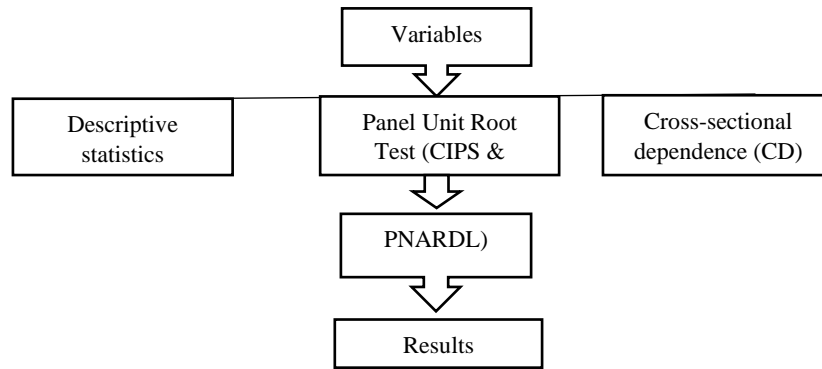 Variables
Descriptive
statistics
Panel Unit Root
Test (CIPS &
Cross-sectional
dependence (CD)
PNARDL)
Results